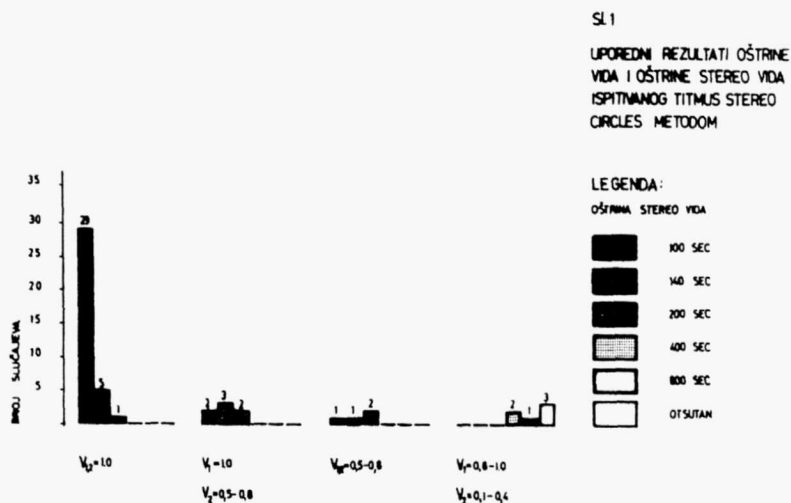 Sl.1
UPOREDNI REZULTATI OŠTRINE
VIDA I OŠTRINE STEREO VIDA
ISPITIVANOG TITMUS STEREO
CIRCLES METODOM
LEGENDA:
OŠTRINA STEREO VIDA
100 SEC
140 SEC
200 SEC
400 SEC
800 SEC
OTSUTAN
BROJ SLUČAJEVA
35
30
25
20
15
10
5
29
5
1
2
3
2
1
1
2
2
1
3
V1,2=1.0
V1=1.0
V2=0,5-0,8
=0,5-0,8
V1=0,8-1.0
V2=0,1-0,4